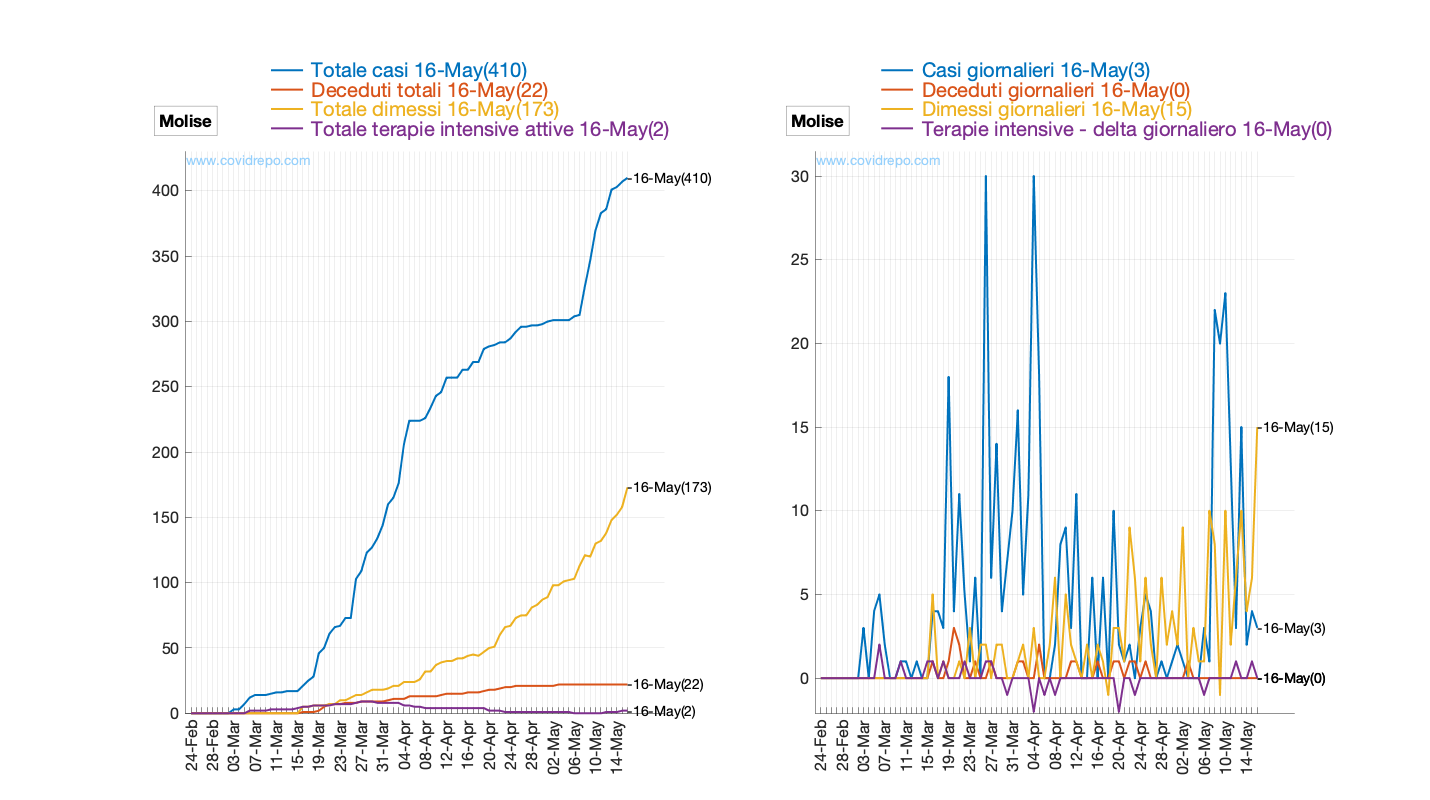 Totale casi 16-May(410)
Deceduti totali 16-May(22)
Totale dimessi 16-May(173)
Totale terapie intensive attive 16-May(2)
Molise
www.covidrepo.com
400
350
300
250
200
150
100
50
0
16-May(410)
16-May(173)
16-May(22)
16-May(2)
24-Feb
28-Feb
03-Mar
07-Mar
11-Mar
15-Mar
19-Mar
23-Mar
27-Mar
31-Mar
04-Apr
08-Apr
12-Apr
16-Apr
20-Apr
24-Apr
28-Apr
02-May
06-May
10-May
14-May
Casi giornalieri 16-May(3)
Deceduti giornalieri 16-May(0)
Dimessi giornalieri 16-May(15)
Terapie intensive - delta giornaliero 16-May(0)
Molise
www.covidrepo.com
30
25
20
15
10
5
0
16-May(15)
16-May(3)
16-May(0)
24-Feb
28-Feb
03-Mar
07-Mar
11-Mar
15-Mar
19-Mar
23-Mar
27-Mar
31-Mar
04-Apr
08-Apr
12-Apr
16-Apr
20-Apr
24-Apr
28-Apr
02-May
06-May
10-May
14-May